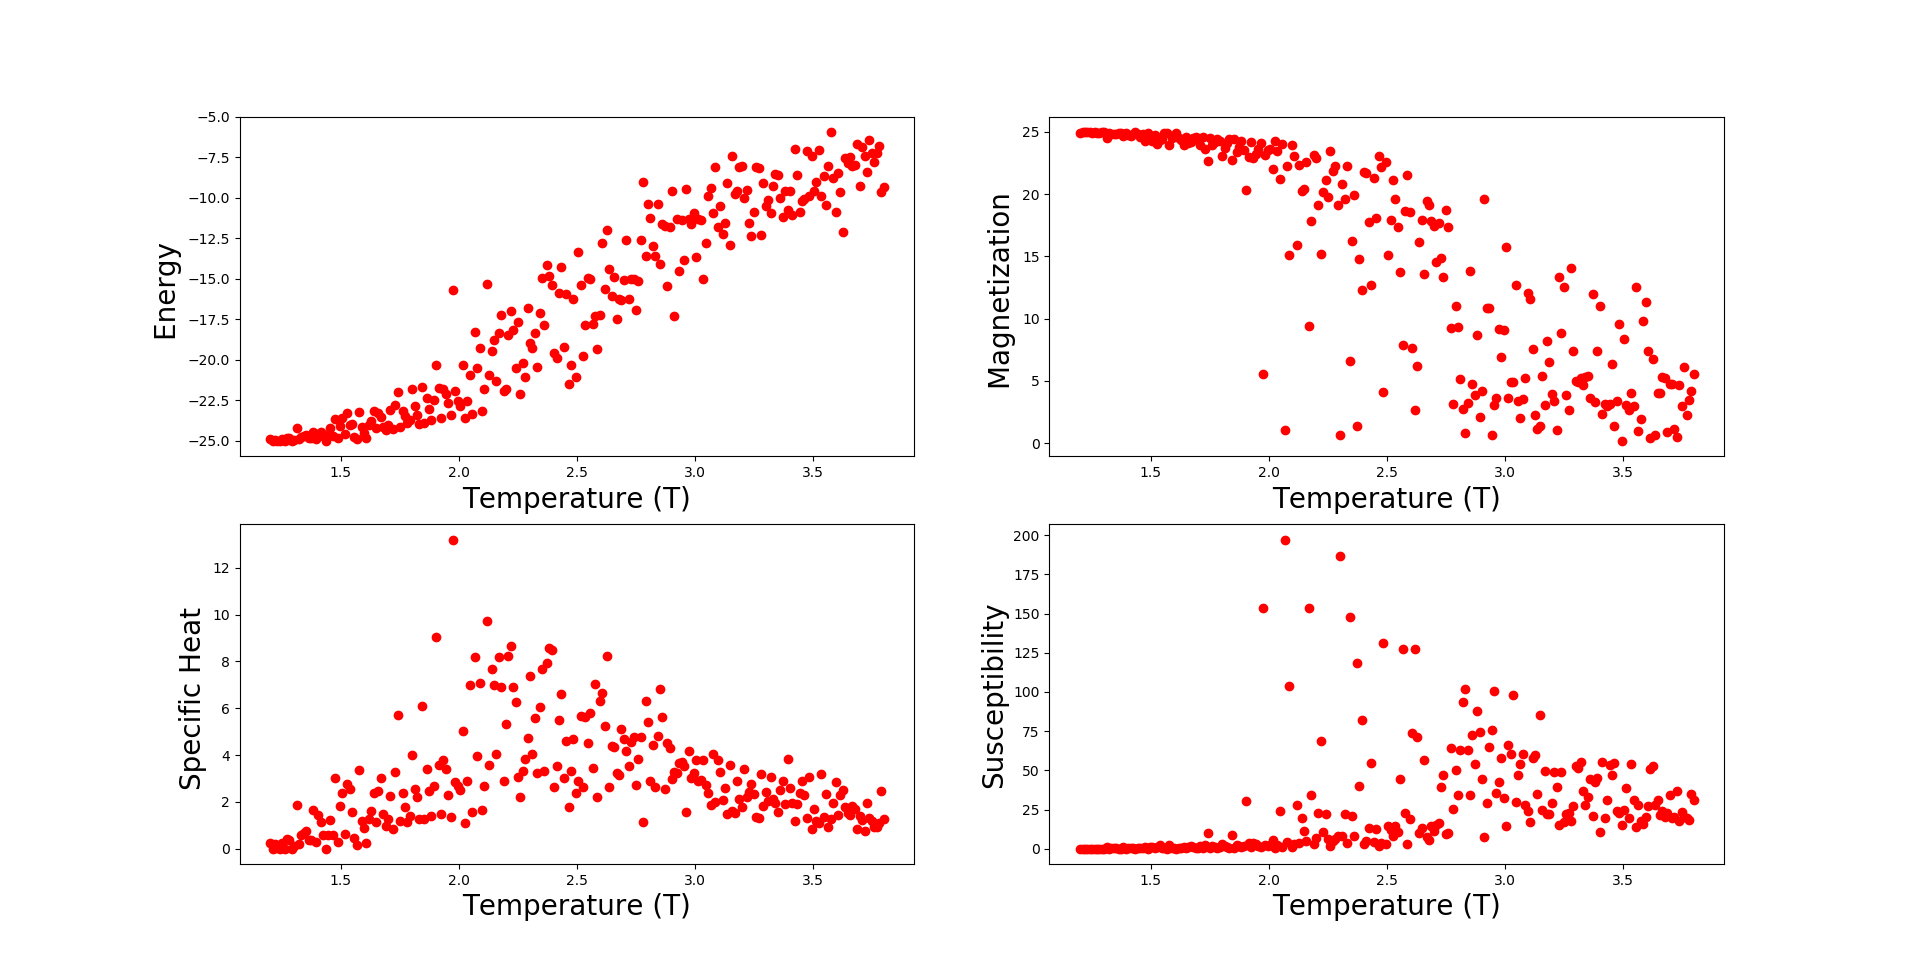 Energy
−5.0
−7.5
−10.0
−12.5
−15.0
−17.5
−20.0
−22.5
−25.0
1.5 2.0 2.5 3.0 3.5
Temperature (T)
Magnetization
25
20
15
10
5
0
1.5 2.0 2.5 3.0 3.5
Temperature (T)
Specific Heat
12
10
8
6
4
2
0
1.5 2.0 2.5 3.0 3.5
Temperature (T)
Susceptibility
200
175
150
125
100
75
50
25
0
1.5 2.0 2.5 3.0 3.5
Temperature (T)